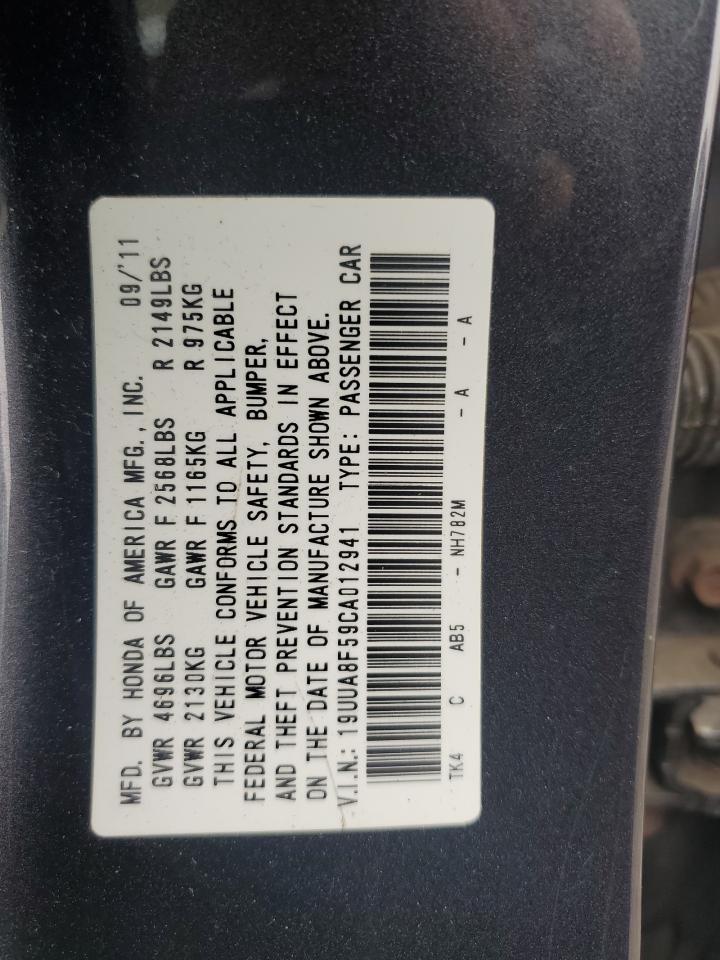 MFD. BY HONDA OF AMERICA MFG., INC. 09/'11
GVWR 4696LBS GAWR F 2568LBS R 2149LBS
GVWR 2130KG GAWR F 1165KG R 975KG
THIS VEHICLE CONFORMS TO ALL APPLICABLE
FEDERAL MOTOR VEHICLE SAFETY, BUMPER,
AND THEFT PREVENTION STANDARDS IN EFFECT
ON THE DATE OF MANUFACTURE SHOWN ABOVE.
V.I.N.: 19UUA8F59CA012941 TYPE: PASSENGER CAR
TK4 C AB5 - NH782M - A - A